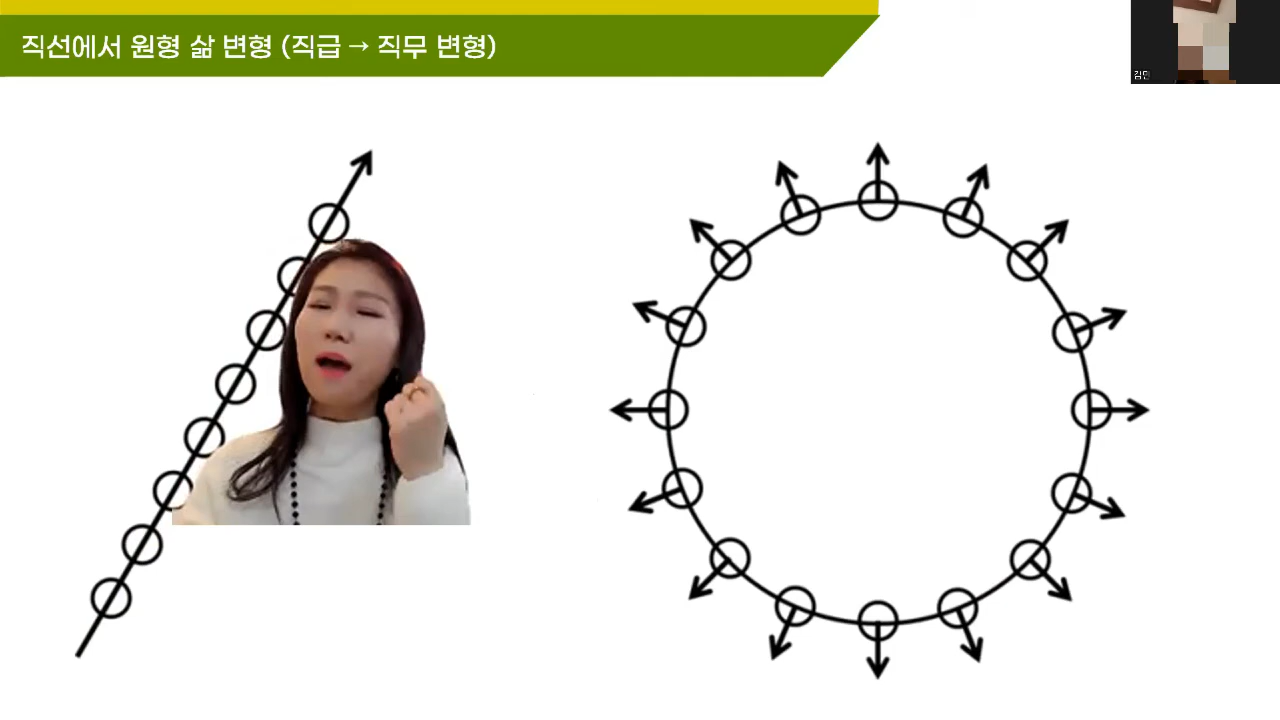 직선에서 원형 삶 변형 (직급 → 직무 변형)